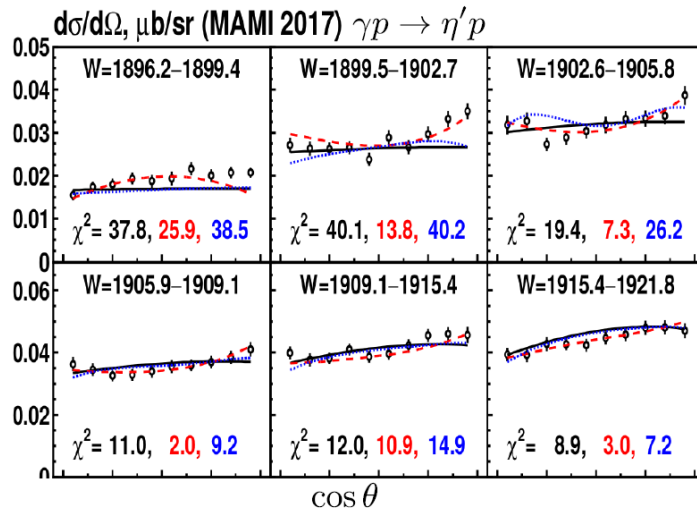 dσ/dΩ, μb/sr (MAMI 2017) γp → η′p
0.05
W=1896.2–1899.4
W=1899.5–1902.7
W=1902.6–1905.8
0.04
0.03
0.02
0.01
χ²= 37.8, 25.9, 38.5
χ²= 40.1, 13.8, 40.2
χ²= 19.4, 7.3, 26.2
0
0.06
W=1905.9–1909.1
W=1909.1–1915.4
W=1915.4–1921.8
0.04
0.02
χ²= 11.0, 2.0, 9.2
χ²= 12.0, 10.9, 14.9
χ²= 8.9, 3.0, 7.2
0
cos θ